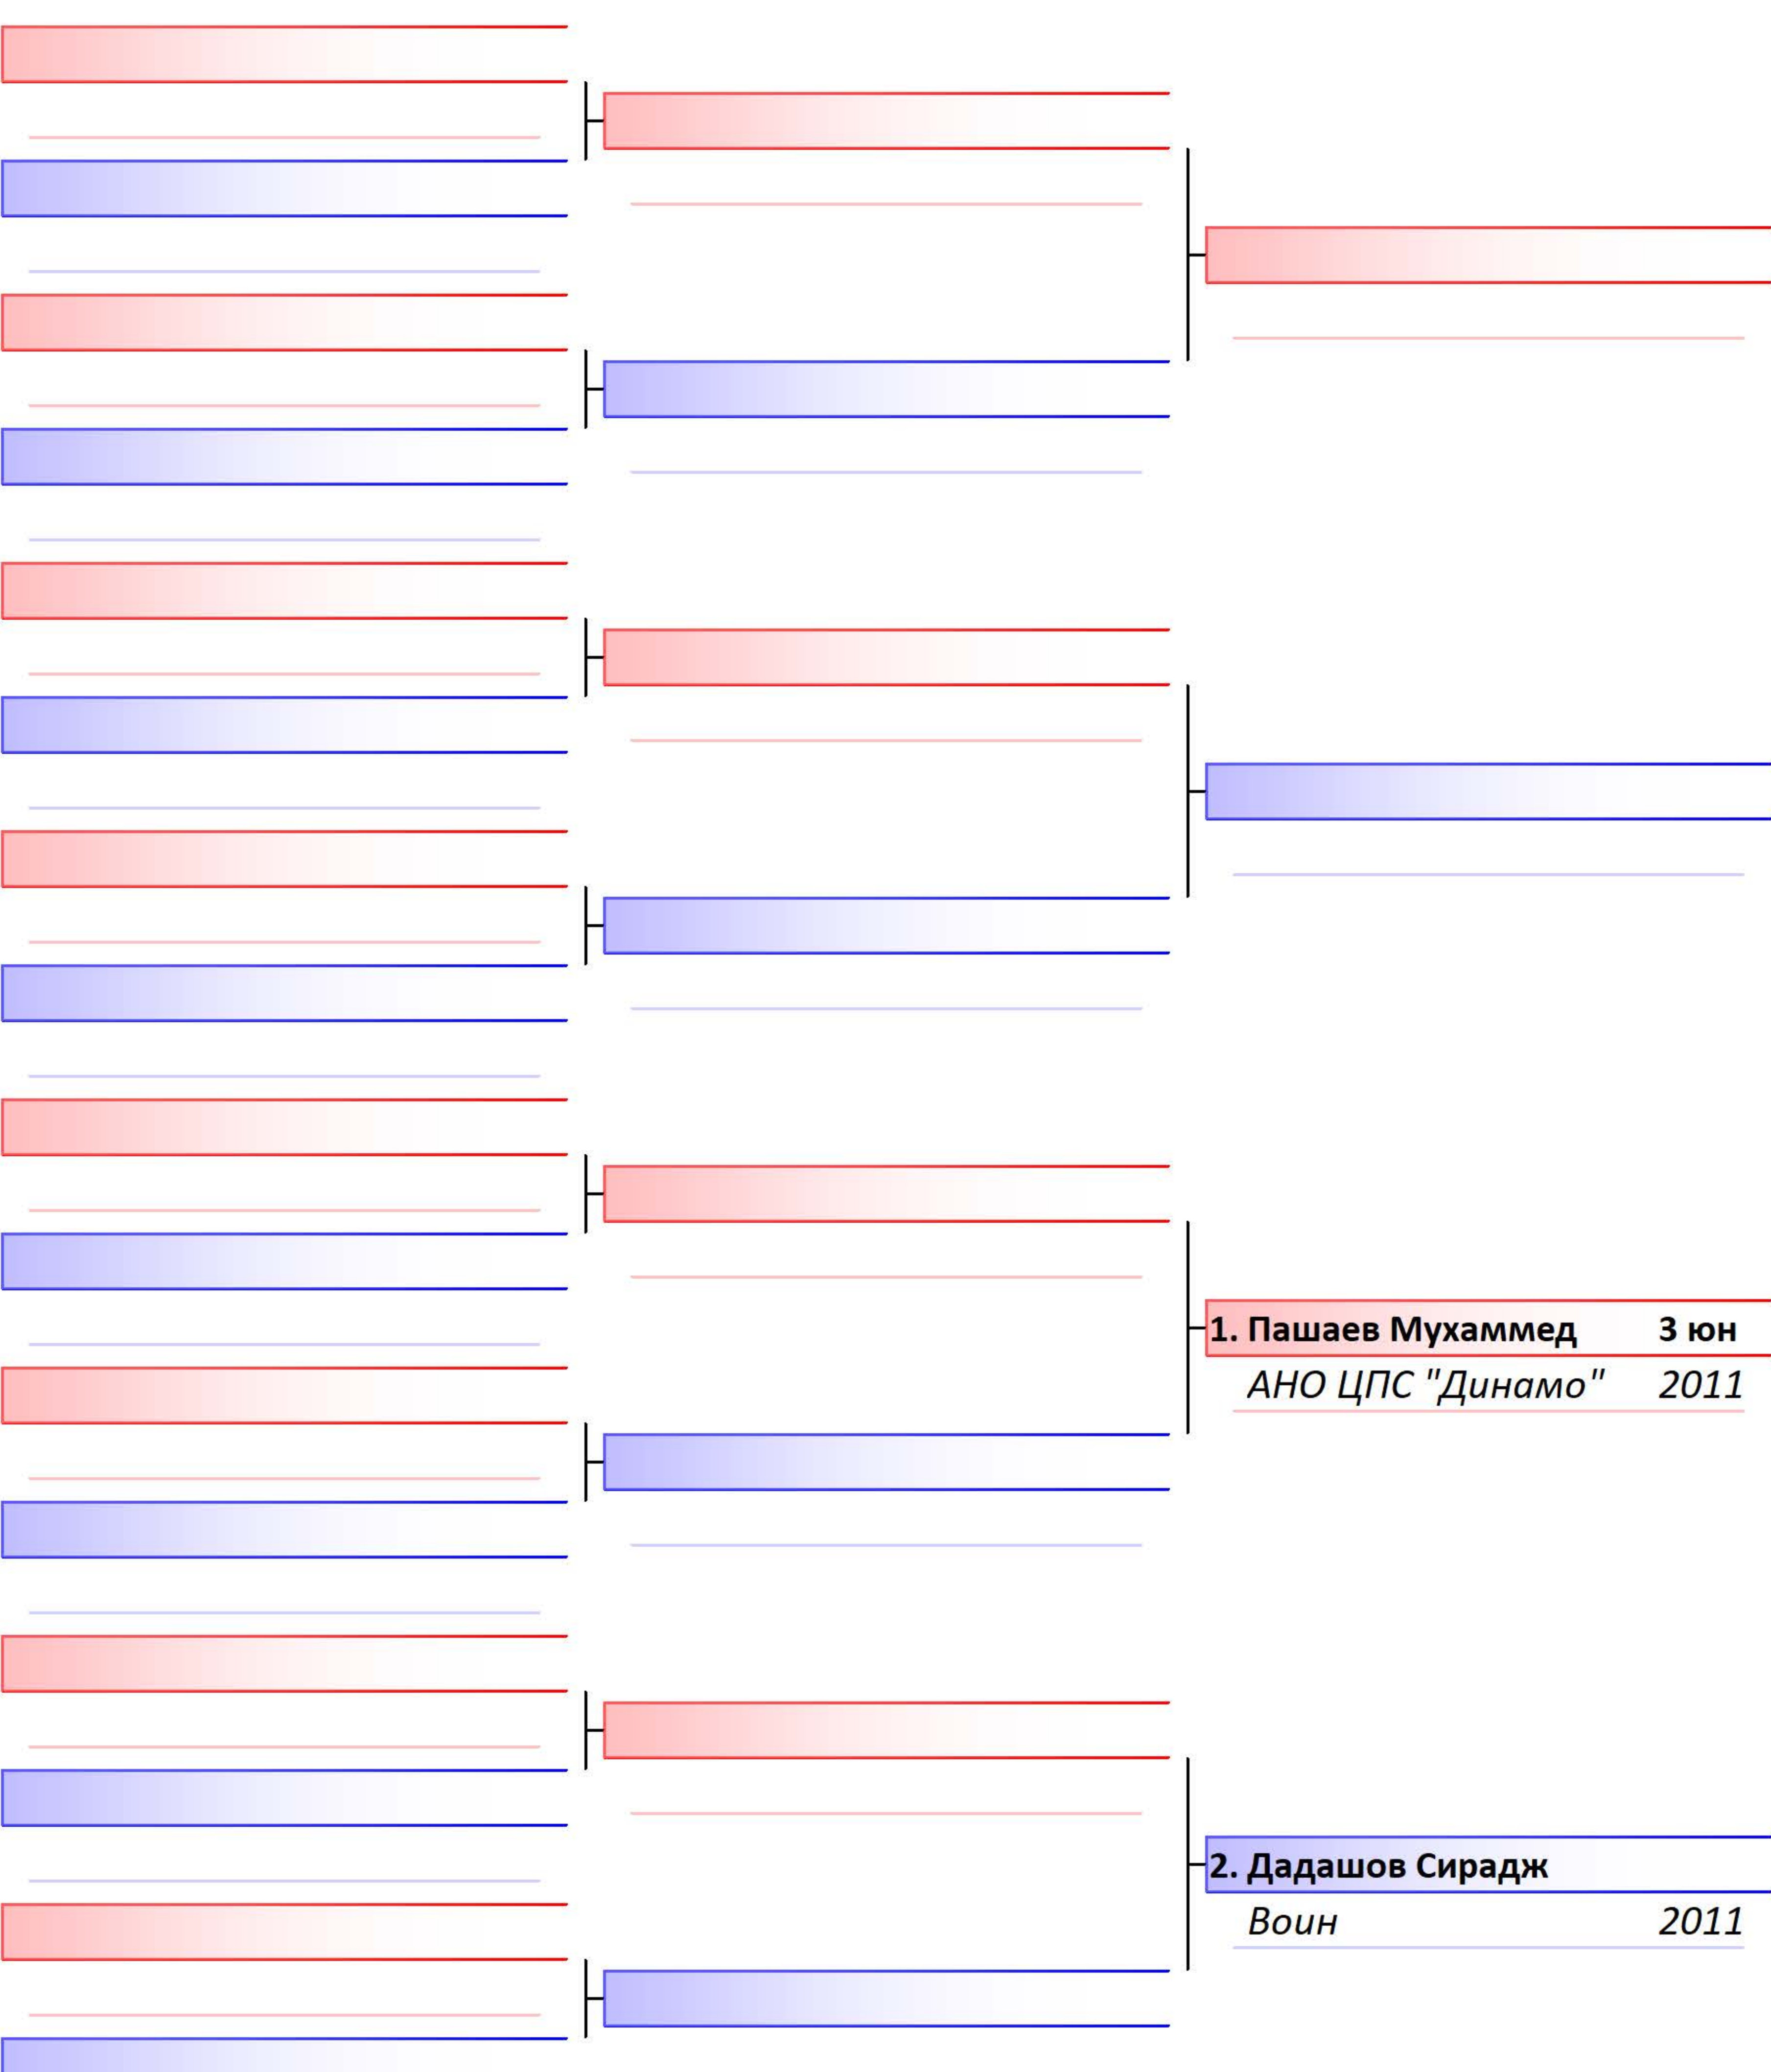 1. Пашаев Мухаммед 3 юн
АНО ЦПС "Динамо" 2011
2. Дадашов Сирадж
Воин 2011